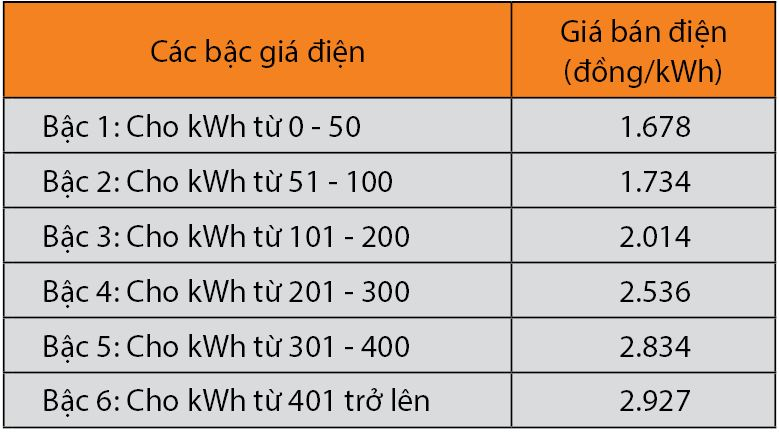 Các bậc giá điện
Giá bán điện
(đồng/kWh)
Bậc 1: Cho kWh từ 0 - 50
1.678
Bậc 2: Cho kWh từ 51 - 100
1.734
Bậc 3: Cho kWh từ 101 - 200
2.014
Bậc 4: Cho kWh từ 201 - 300
2.536
Bậc 5: Cho kWh từ 301 - 400
2.834
Bậc 6: Cho kWh từ 401 trở lên
2.927